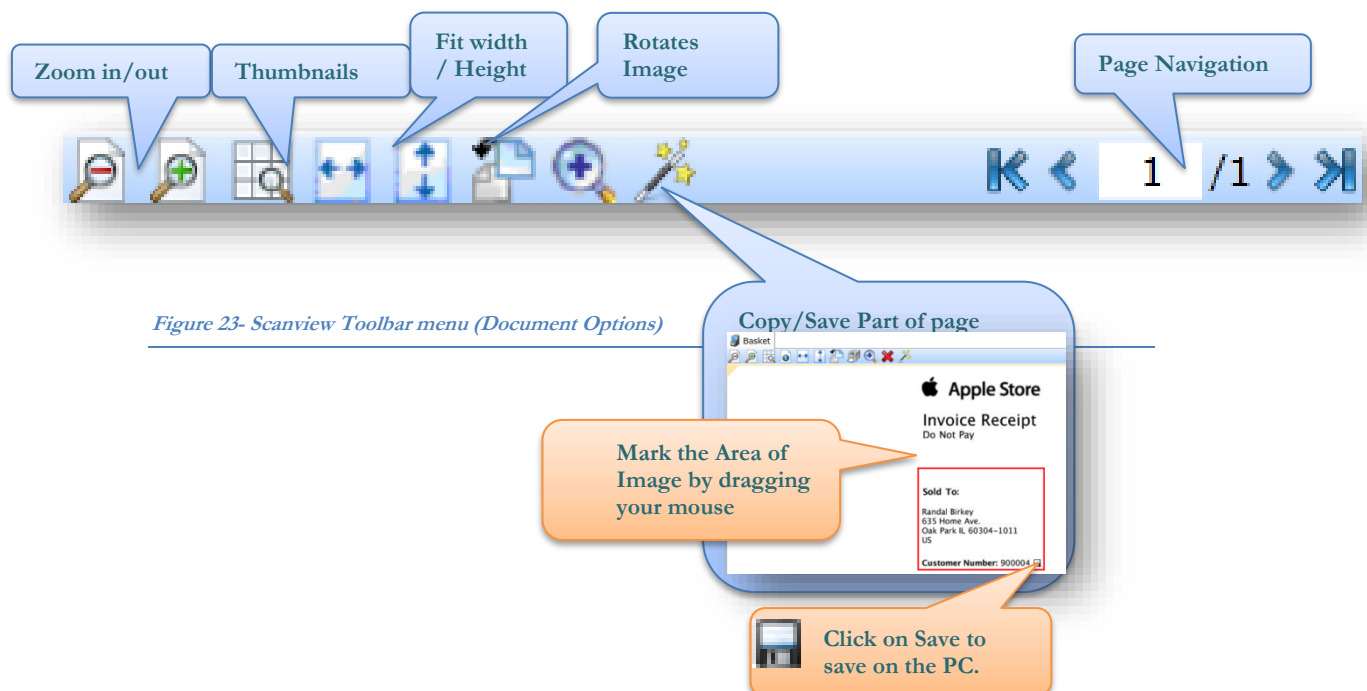 Zoom in/out
Thumbnails
Fit width
/ Height
Rotates
Image
Page Navigation
1 /1
Figure 23- Scanview Toolbar menu (Document Options)
Copy/Save Part of page
Basket
Apple Store
Invoice Receipt
Do Not Pay
Mark the Area of
Image by dragging
your mouse
Sold To:
Randal Birkey
635 Home Ave.
Oak Park IL 60304-1011
US
Customer Number: 900004
Click on Save to
save on the PC.